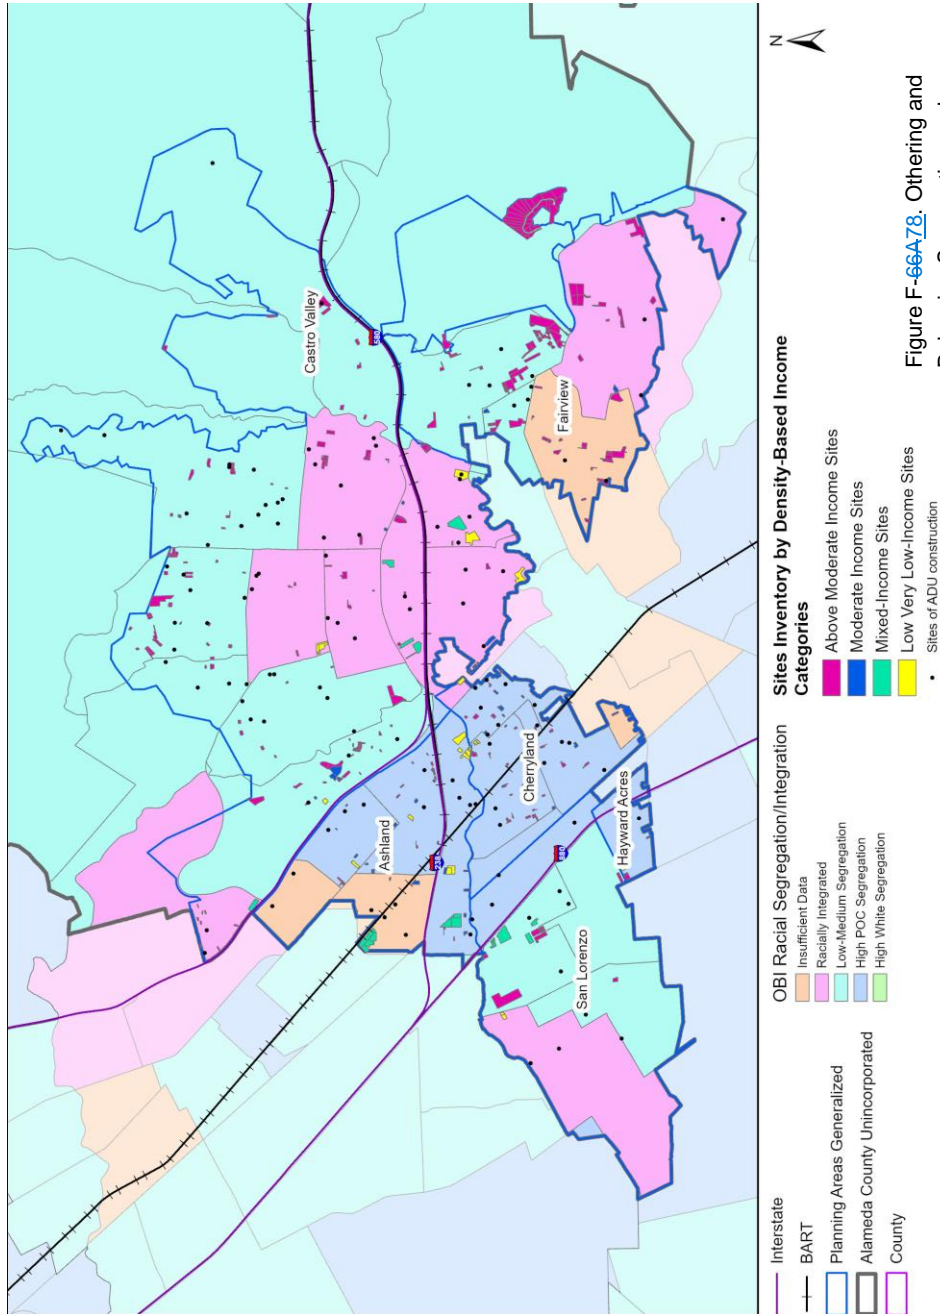 Castro Valley
580
Fairview
Ashland
238
Cherryland
Hayward Acres
880
San Lorenzo
N
Interstate
BART
Planning Areas Generalized
Alameda County Unincorporated
County
OBI Racial Segregation/Integration
Insufficient Data
Racially Integrated
Low-Medium Segregation
High POC Segregation
High White Segregation
Sites Inventory by Density-Based Income
Categories
Above Moderate Income Sites
Moderate Income Sites
Mixed-Income Sites
Low Very Low-Income Sites
Sites of ADU construction
Figure F-66A78. Othering and